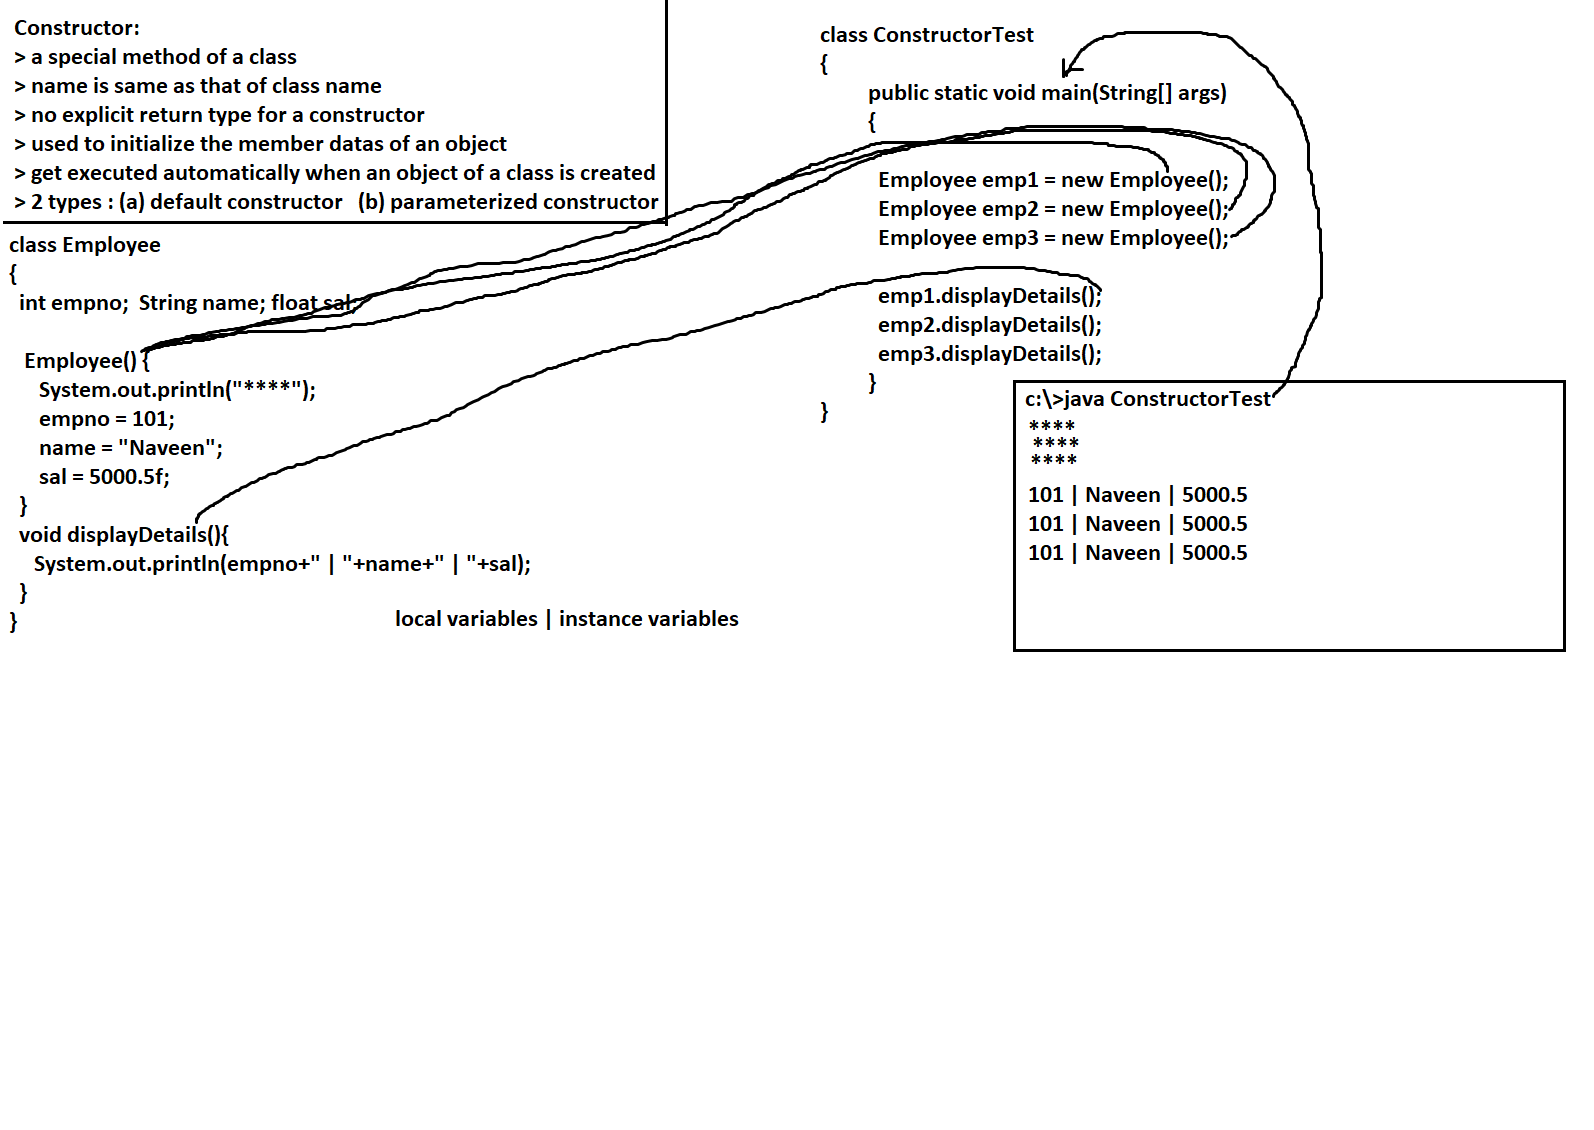 Constructor:
> a special method of a class
> name is same as that of class name
> no explicit return type for a constructor
> used to initialize the member datas of an object
> get executed automatically when an object of a class is created
> 2 types : (a) default constructor   (b) parameterized constructor
class Employee
{
int empno;  String name; float sal;
Employee() {
System.out.println("****");
empno = 101;
name = "Naveen";
sal = 5000.5f;
}
void displayDetails(){
System.out.println(empno+" | "+name+" | "+sal);
}
}
local variables | instance variables
class ConstructorTest
{
public static void main(String[] args)
{
Employee emp1 = new Employee();
Employee emp2 = new Employee();
Employee emp3 = new Employee();
emp1.displayDetails();
emp2.displayDetails();
emp3.displayDetails();
}
}
c:\>java ConstructorTest
****
****
****
101 | Naveen | 5000.5
101 | Naveen | 5000.5
101 | Naveen | 5000.5